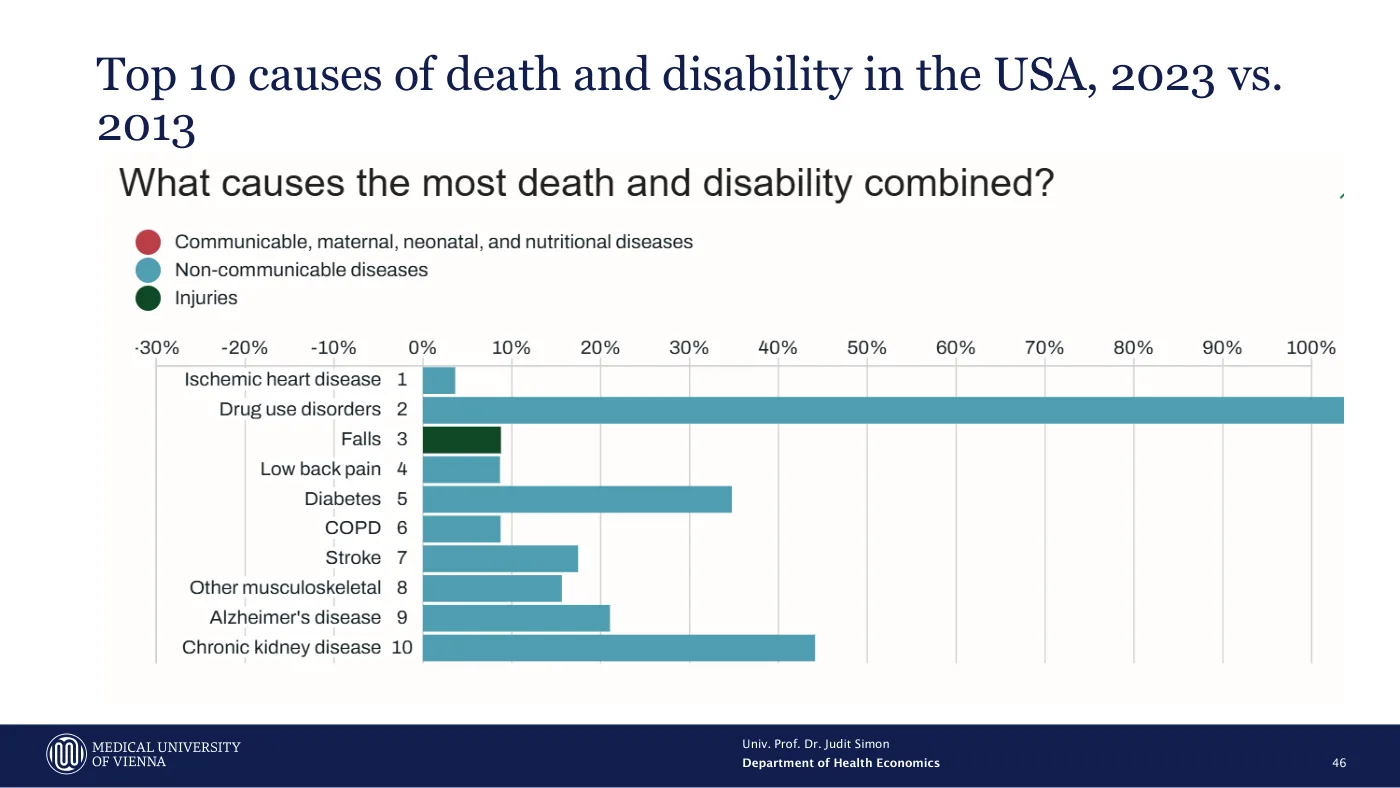 Top 10 causes of death and disability in the USA, 2023 vs.
2013
What causes the most death and disability combined?
Communicable, maternal, neonatal, and nutritional diseases
Non-communicable diseases
Injuries
-30% -20% -10% 0% 10% 20% 30% 40% 50% 60% 70% 80% 90% 100%
Ischemic heart disease 1
Drug use disorders 2
Falls 3
Low back pain 4
Diabetes 5
COPD 6
Stroke 7
Other musculoskeletal 8
Alzheimer's disease 9
Chronic kidney disease 10
MEDICAL UNIVERSITY
OF VIENNA
Univ. Prof. Dr. Judit Simon
Department of Health Economics
46